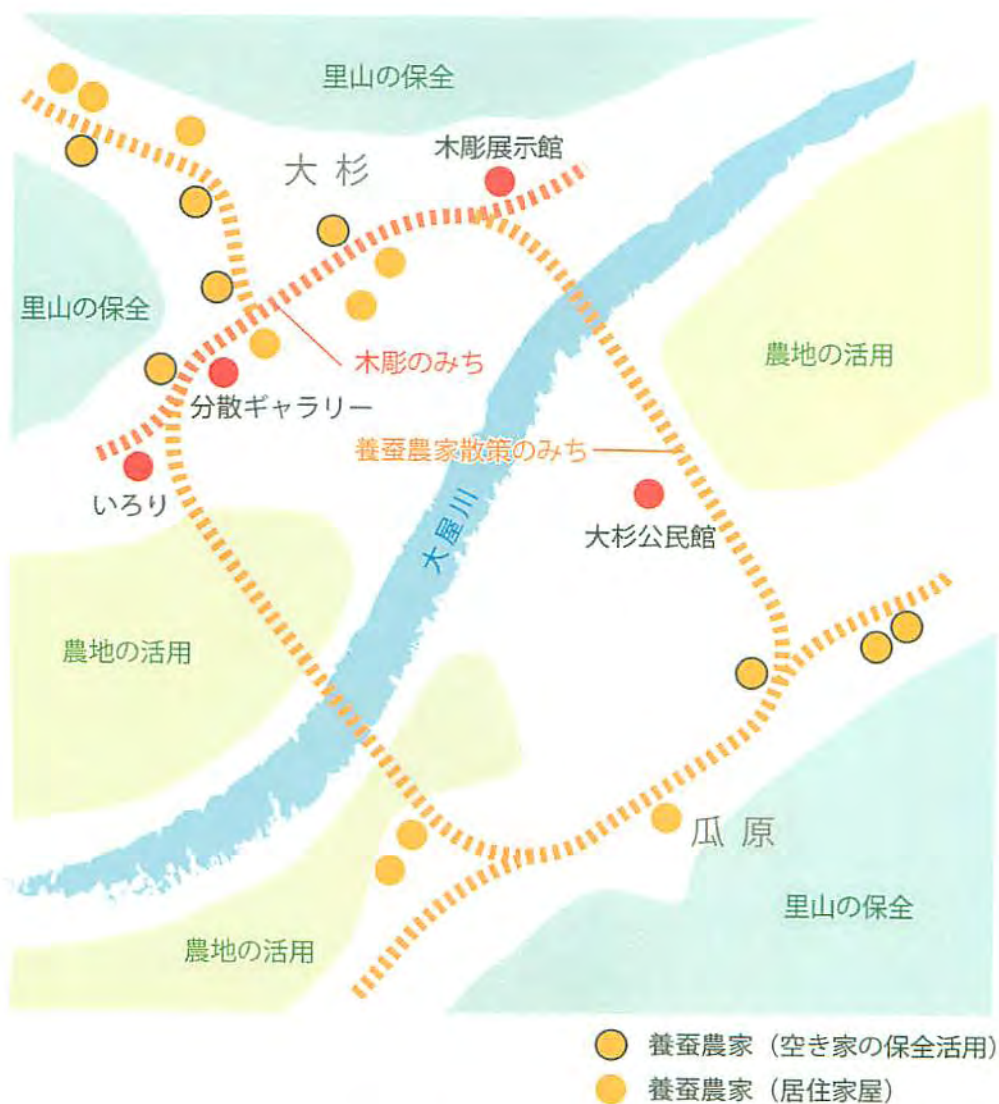 里山の保全
木彫展示館
大杉
里山の保全
農地の活用
木彫のみち
分散ギャラリー
養蚕農家散策のみち
いろり
大屋川
大杉公民館
農地の活用
瓜原
里山の保全
農地の活用
養蚕農家（空き家の保全活用）
養蚕農家（居住家屋）